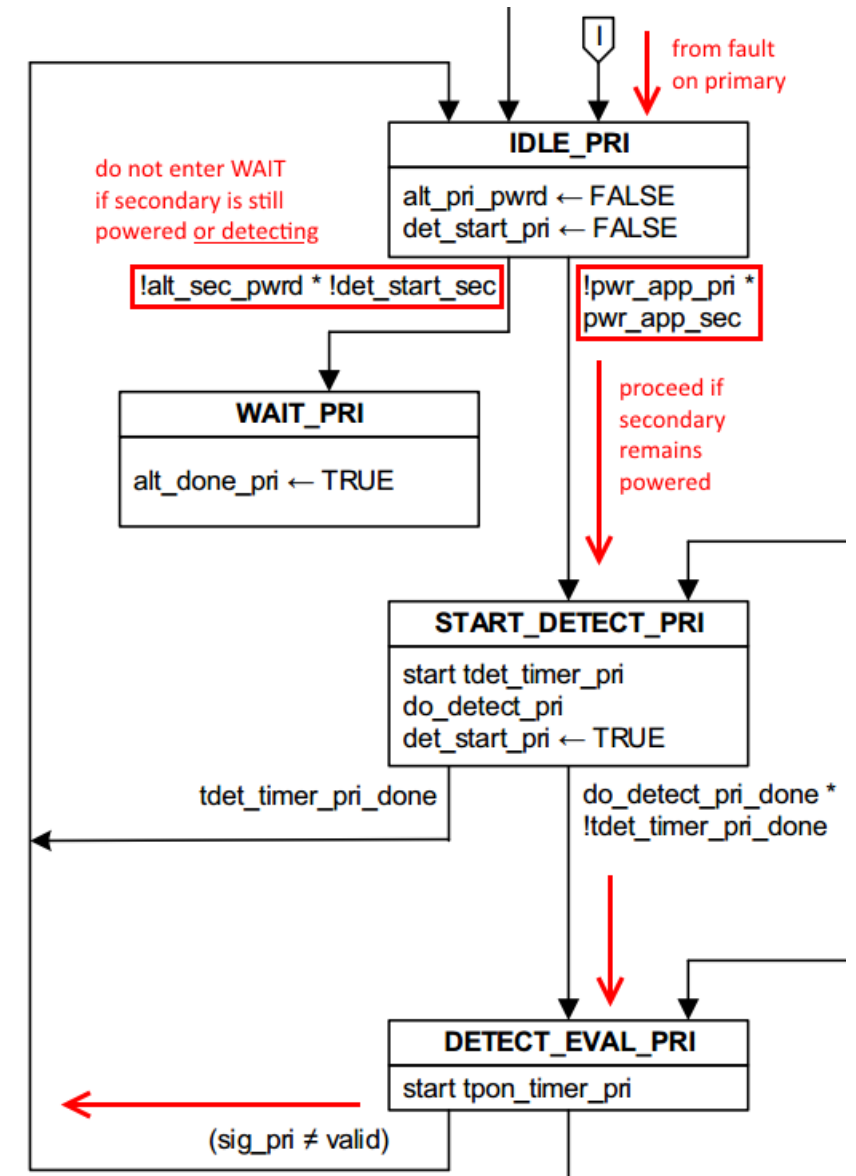 I
from fault
on primary
IDLE_PRI
alt_pri_pwrd ← FALSE
det_start_pri ← FALSE
do not enter WAIT
if secondary is still
powered or detecting
!alt_sec_pwrd * !det_start_sec
!pwr_app_pri *
pwr_app_sec
WAIT_PRI
alt_done_pri ← TRUE
proceed if
secondary
remains
powered
START_DETECT_PRI
start tdet_timer_pri
do_detect_pri
det_start_pri ← TRUE
tdet_timer_pri_done
do_detect_pri_done *
!tdet_timer_pri_done
DETECT_EVAL_PRI
start tpon_timer_pri
(sig_pri ≠ valid)